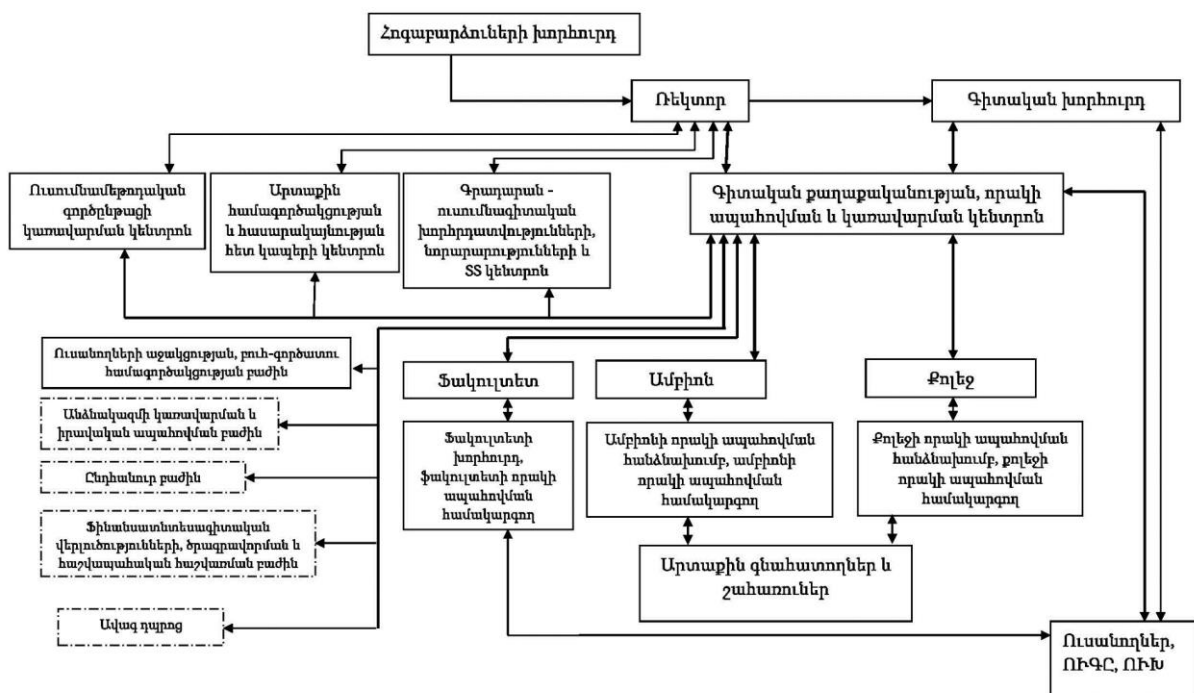 Հոգաբարձուների խորհուրդ
Ռեկտոր
Գիտական խորհուրդ
Ուսումնամեթոդական
գործընթացի
կառավարման կենտրոն
Արտաքին
համագործակցության
և հասարակայնության
հետ կապերի կենտրոն
Գրադարան -
ուսումնագիտական
խորհրդատվությունների,
նորարարությունների և
ՏՏ կենտրոն
Գիտական քաղաքականության, որակի
ապահովման և կառավարման կենտրոն
Ուսանողների աջակցության, բուհ-գործատու
համագործակցության բաժին
Անձնակազմի կառավարման և
իրավական ապահովման բաժին
Ընդհանուր բաժին
Ֆինանսատնտեսագիտական
վերլուծությունների, ծրագրավորման և
հաշվապահական հաշվառման բաժին
Ավագ դպրոց
Ֆակուլտետ
Ամբիոն
Քոլեջ
Ֆակուլտետի
խորհուրդ,
ֆակուլտետի որակի
ապահովման
համակարգող
Ամբիոնի որակի ապահովման
հանձնախումբ, ամբիոնի
որակի ապահովման
համակարգող
Քոլեջի որակի ապահովման
հանձնախումբ, քոլեջի
որակի ապահովման
համակարգող
Արտաքին գնահատողներ և
շահառուներ
Ուսանողներ,
ՈՒԳԸ, ՈՒԽ